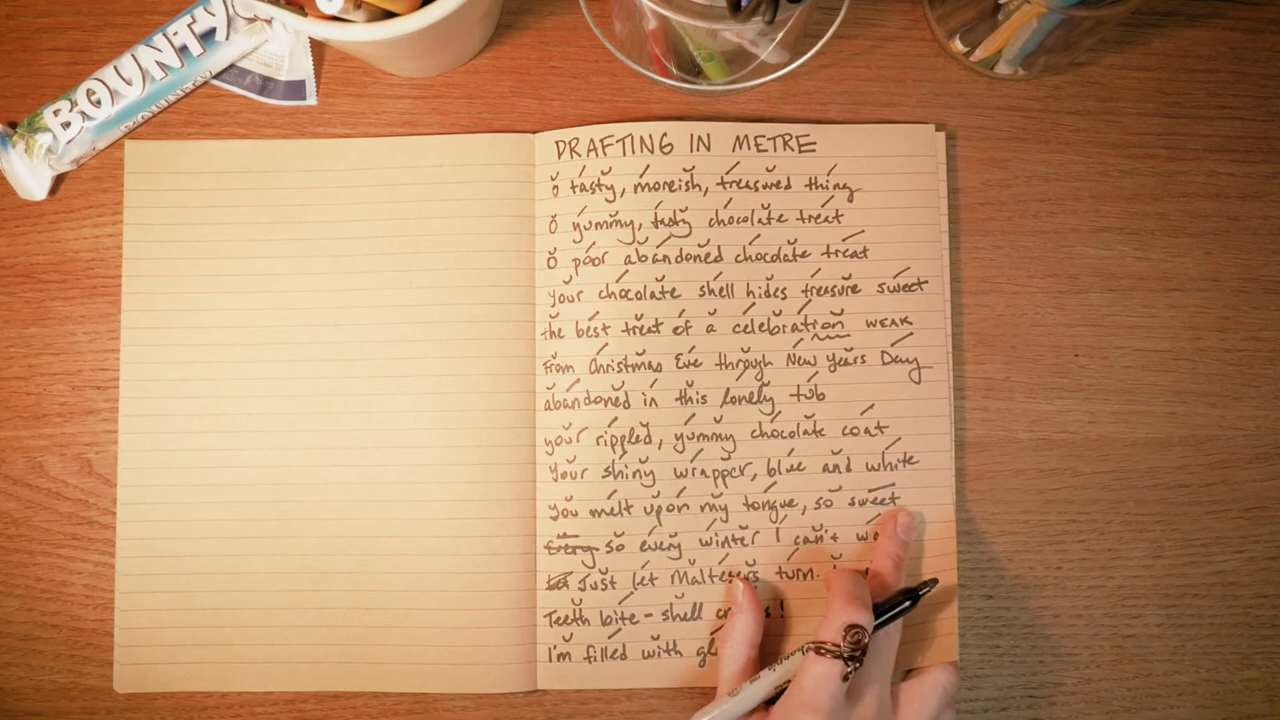 BOUNTY
BOUNTY
DRAFTING IN METRE
O tasty, moreish, treasured thing
O yummy, tasty chocolate treat
O poor abandoned chocolate treat
your chocolate shell hides treasure sweet
the best treat of a celebration WEAK
From Christmas Eve through New Years Day
abandoned in this lonely tub
your rippled, yummy chocolate coat
Your shiny wrapper, blue and white
You melt upon my tongue, so sweet
Every so every winter I can't
Just let Maltesers turn
Teeth bite - shell !
I'm filled with
Sharpie